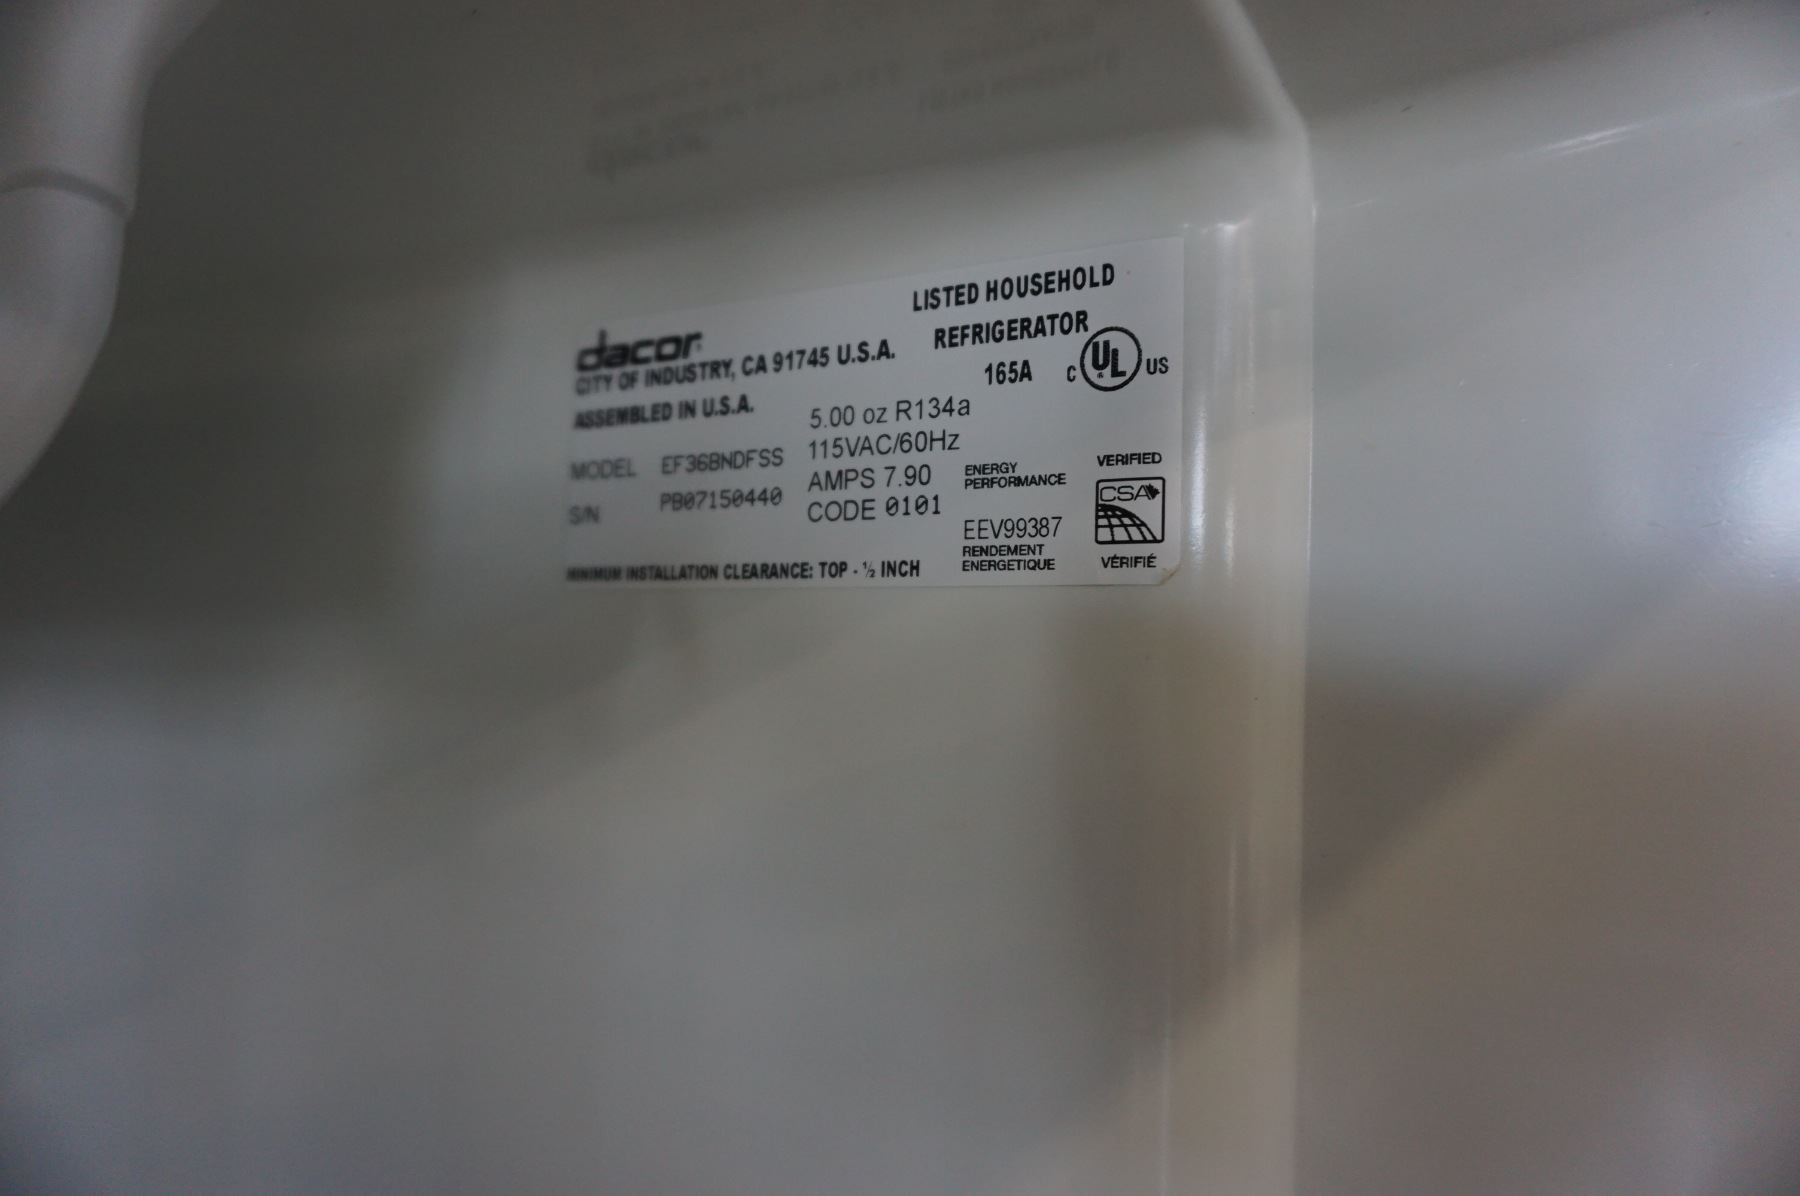 dacor
CITY OF INDUSTRY, CA 91745 U.S.A.
ASSEMBLED IN U.S.A.
LISTED HOUSEHOLD
REFRIGERATOR
165A
C UL US
MODEL EF36BNDFSS
S/N PB07150440
5.00 oz R134a
115VAC/60Hz
AMPS 7.90
CODE 0101
ENERGY
PERFORMANCE
EEV99387
RENDEMENT
ENERGETIQUE
VERIFIED
CSA
VÉRIFIÉ
MINIMUM INSTALLATION CLEARANCE: TOP - ½ INCH